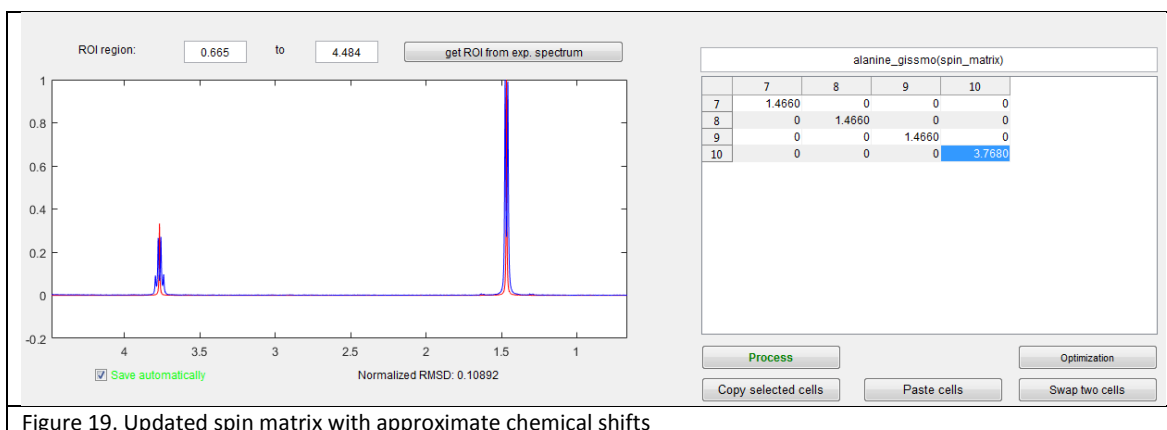 ROI region: 0.665 to 4.484 get ROI from exp. spectrum
1
0.8
0.6
0.4
0.2
0
-0.2
4 3.5 3 2.5 2 1.5 1
Save automatically Normalized RMSD: 0.10892
alanine_gissmo(spin_matrix)
7 8 9 10
7 1.4660 0 0 0
8 0 1.4660 0 0
9 0 0 1.4660 0
10 0 0 0 3.7680
Process Optimization
Copy selected cells Paste cells Swap two cells
Figure 19. Updated spin matrix with approximate chemical shifts